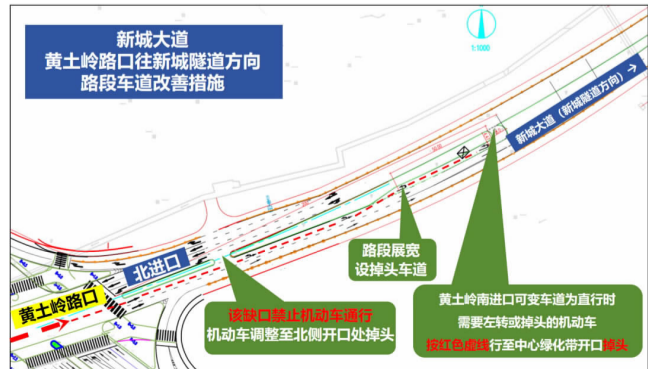 新城大道
黄土岭路口往新城隧道方向
路段车道改善措施
1:1000
新城大道（新城隧道方向）→
路段展宽
设掉头车道
北进口
黄土岭路口
该缺口禁止机动车通行
机动车调整至北侧开口处掉头
黄土岭南进口可变车道为直行时
需要左转或掉头的机动车
按红色虚线行至中心绿化带开口掉头